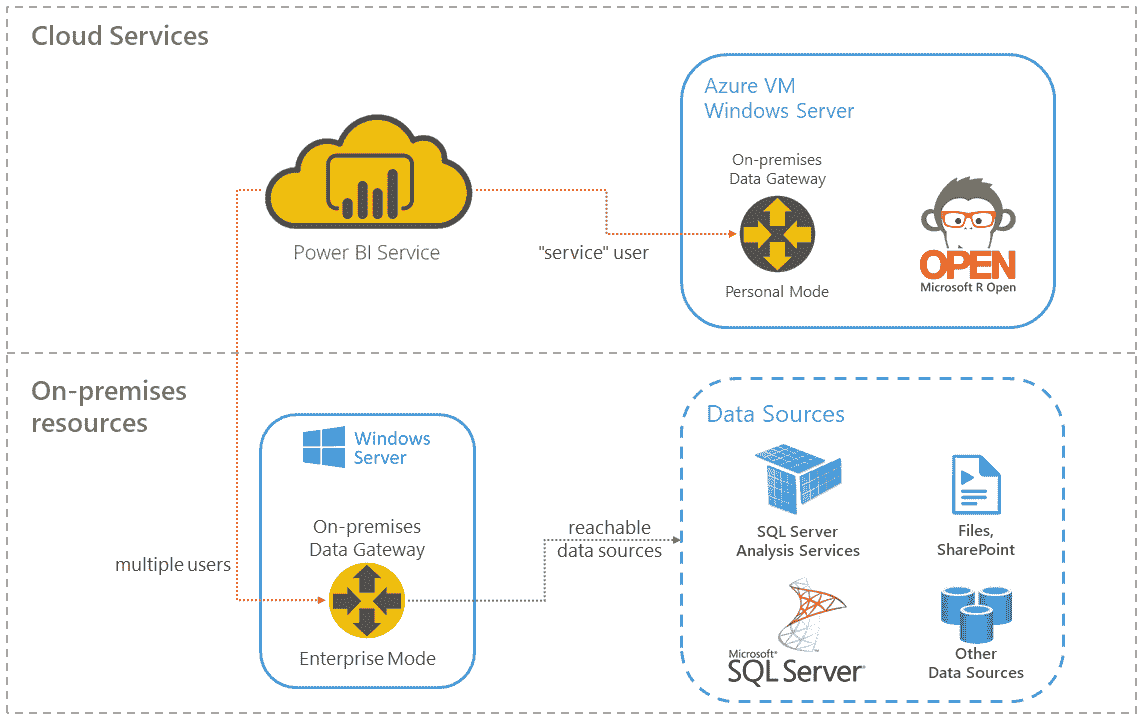 Cloud Services
Azure VM
Windows Server
On-premises
Data Gateway
Power BI Service
"service" user
Personal Mode
OPEN
Microsoft R Open
On-premises
resources
Windows
Server
On-premises
Data Gateway
multiple users
Enterprise Mode
reachable
data sources
Data Sources
SQL Server
Analysis Services
Files,
SharePoint
Microsoft®
SQL Server®
Other
Data Sources